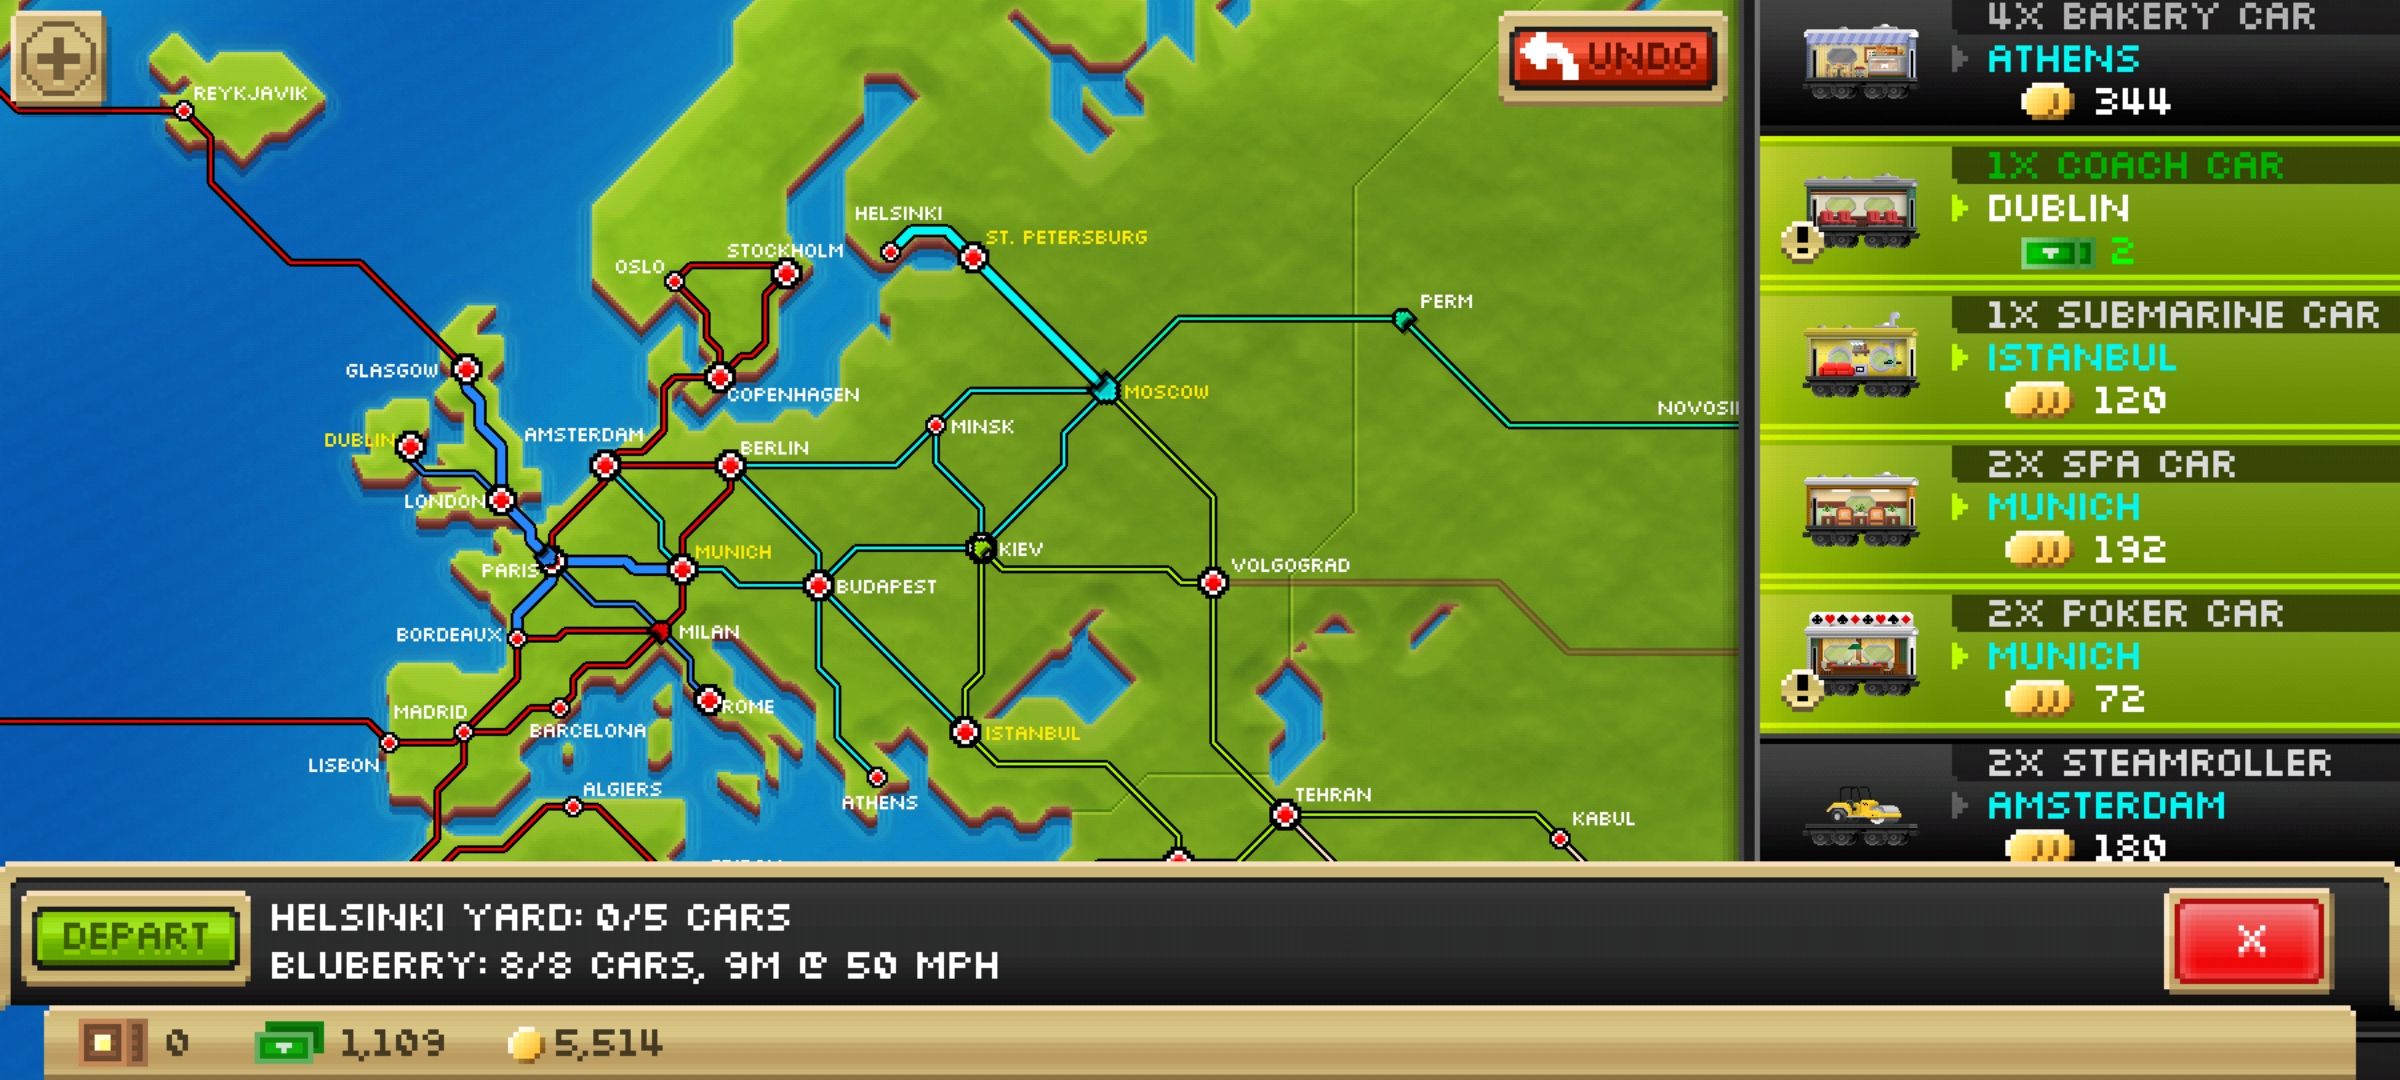 REYKJAVIK
UNDO
HELSINKI
ST. PETERSBURG
STOCKHOLM
OSLO
PERM
GLASGOW
COPENHAGEN
MOSCOW
MINSK
AMSTERDAM
BERLIN
DUBLIN
LONDON
MUNICH
KIEV
PARIS
BUDAPEST
VOLGOGRAD
BORDEAUX
MILAN
MADRID
ROME
BARCELONA
ISTANBUL
LISBON
ALGIERS
ATHENS
TEHRAN
KABUL
4X BAKERY CAR
ATHENS
344
1X COACH CAR
DUBLIN
2
1X SUBMARINE CAR
ISTANBUL
120
2X SPA CAR
MUNICH
192
2X POKER CAR
MUNICH
72
2X STEAMROLLER
AMSTERDAM
180
DEPART
HELSINKI YARD: 0/5 CARS
BLUBERRY: 8/8 CARS, 9M @ 50 MPH
X
0
1,109
5,514